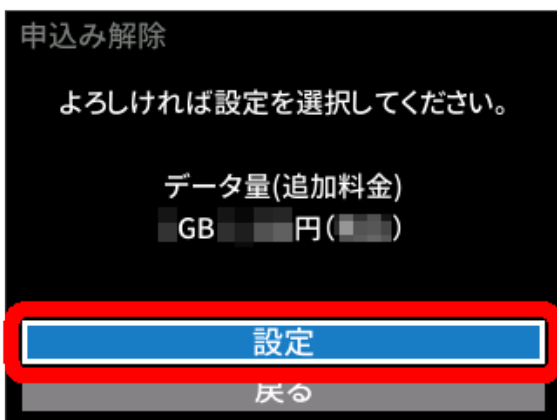 申込み解除
よろしければ設定を選択してください。
データ量(追加料金)
GB 円( )
設定
戻る